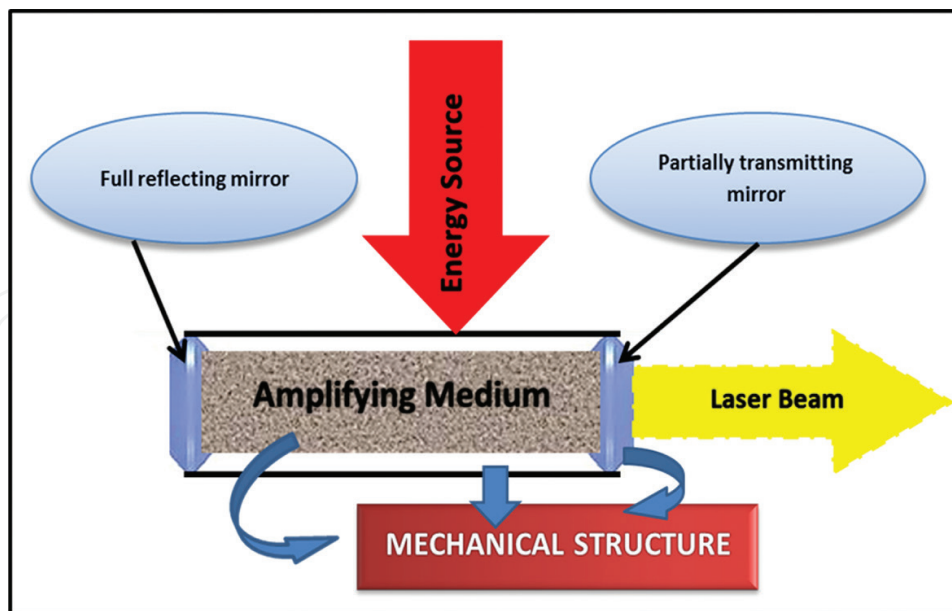 Energy Source
Full reflecting mirror
Partially transmitting
mirror
Amplifying Medium
Laser Beam
MECHANICAL STRUCTURE